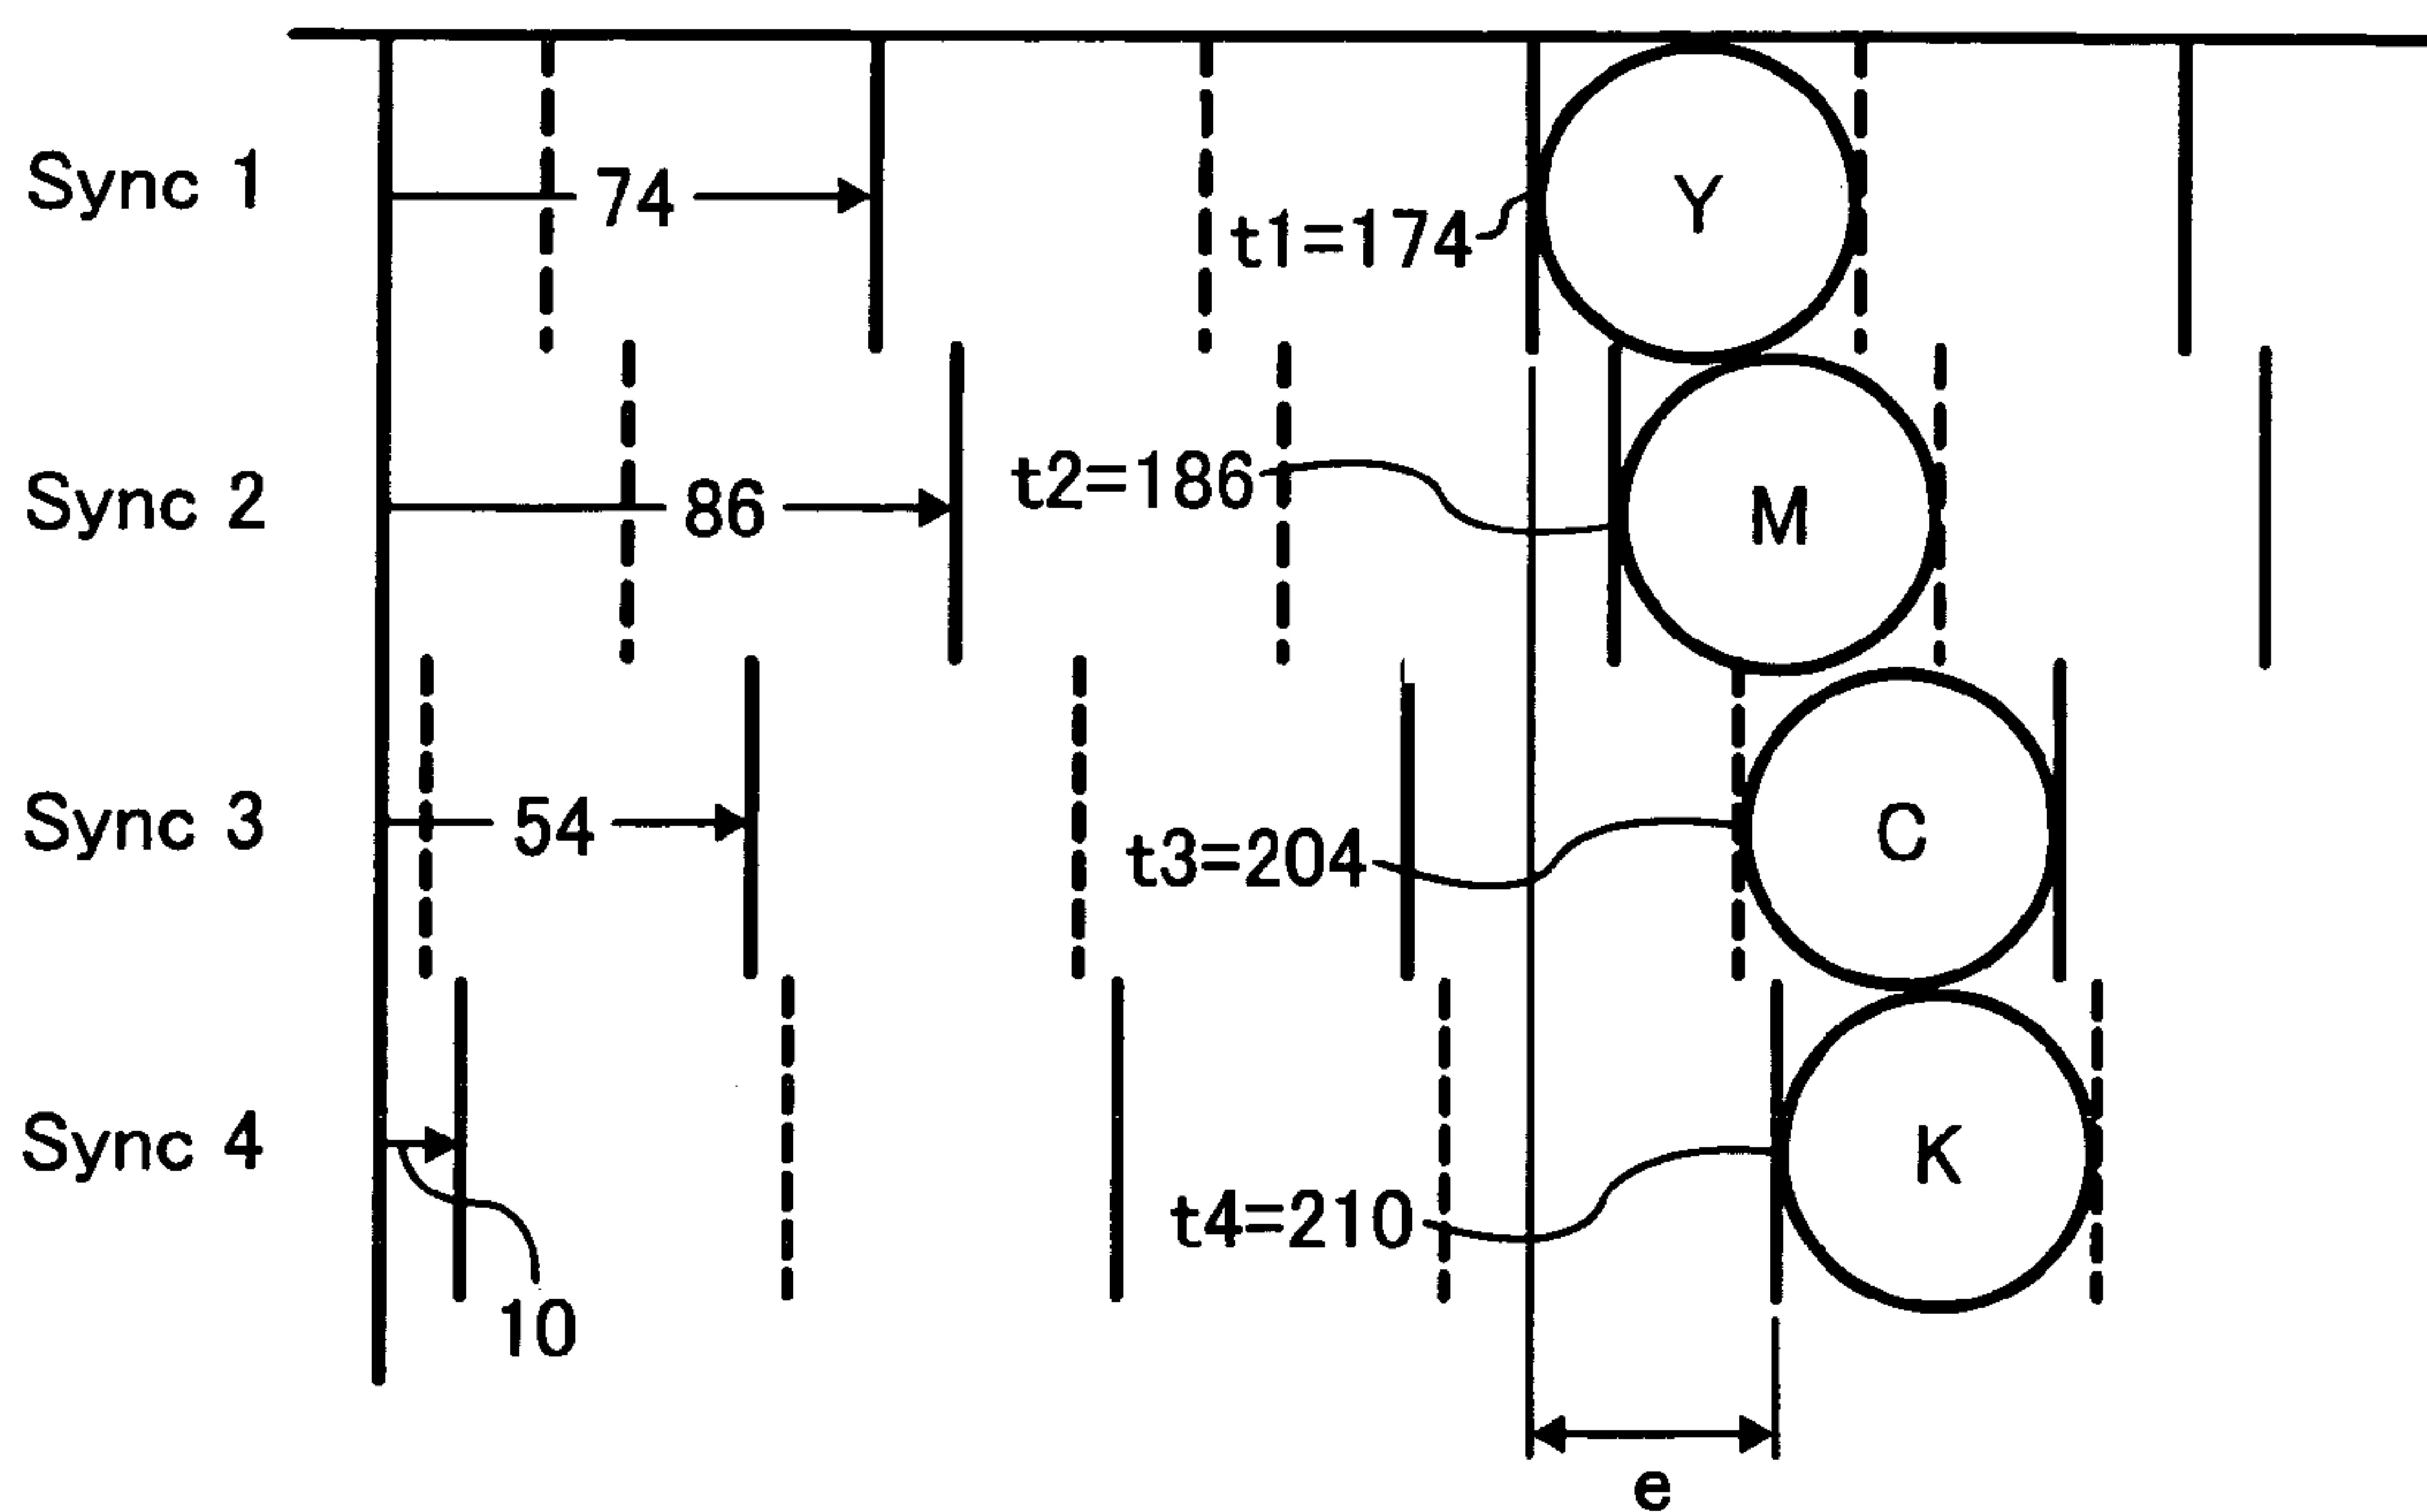 Sync 1
74
t1=174
Y
Sync 2
86
t2=186
M
Sync 3
54
t3=204
C
Sync 4
10
t4=210
K
e